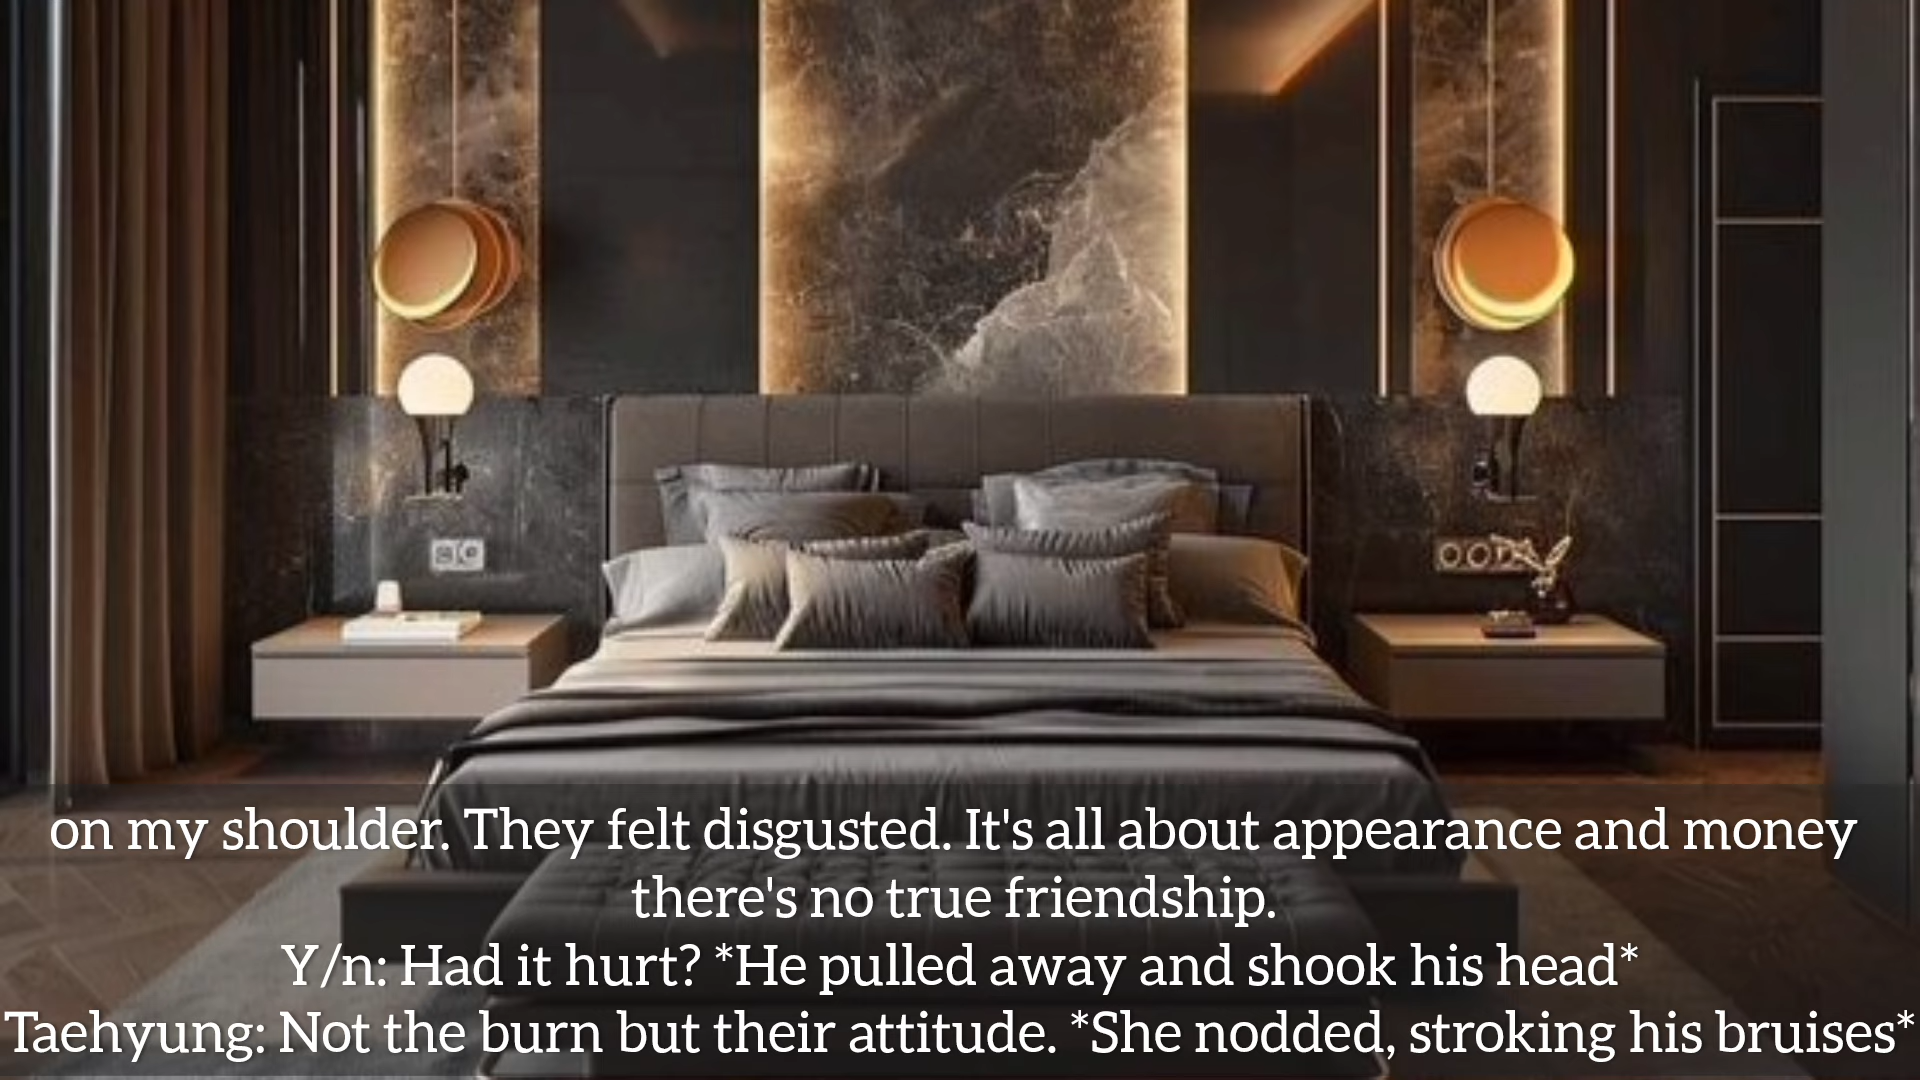 on my shoulder. They felt disgusted. It's all about appearance and money
there's no true friendship.
Y/n: Had it hurt? *He pulled away and shook his head*
Taehyung: Not the burn but their attitude. *She nodded, stroking his bruises*